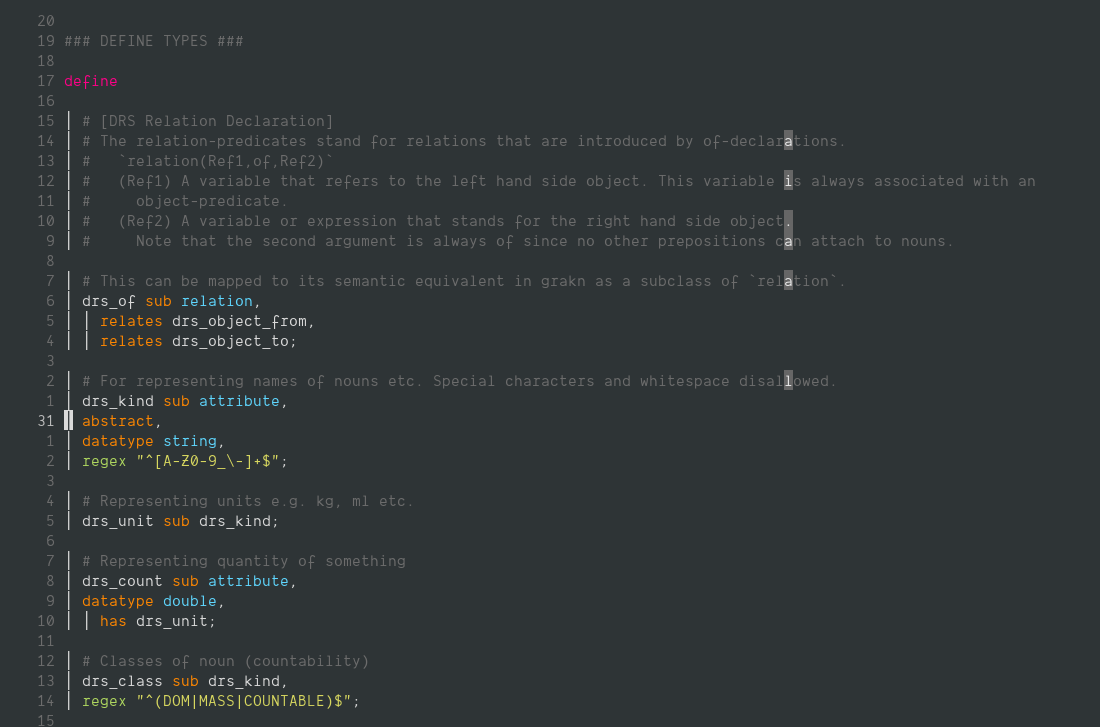 20
19 ### DEFINE TYPES ###
18
17 define
16
15 │ # [DRS Relation Declaration]
14 │ # The relation-predicates stand for relations that are introduced by of-declarations.
13 │ #   `relation(Ref1,of,Ref2)`
12 │ #   (Ref1) A variable that refers to the left hand side object. This variable is always associated with an
11 │ #     object-predicate.
10 │ #   (Ref2) A variable or expression that stands for the right hand side object.
9 │ #     Note that the second argument is always of since no other prepositions can attach to nouns.
8
7 │ # This can be mapped to its semantic equivalent in grakn as a subclass of `relation`.
6 │ drs_of sub relation,
5 │ │ relates drs_object_from,
4 │ │ relates drs_object_to;
3
2 │ # For representing names of nouns etc. Special characters and whitespace disallowed.
1 │ drs_kind sub attribute,
31 │ abstract,
1 │ datatype string,
2 │ regex "^[A-Z0-9_\-]+$";
3
4 │ # Representing units e.g. kg, ml etc.
5 │ drs_unit sub drs_kind;
6
7 │ # Representing quantity of something
8 │ drs_count sub attribute,
9 │ datatype double,
10 │ │ has drs_unit;
11
12 │ # Classes of noun (countability)
13 │ drs_class sub drs_kind,
14 │ regex "^(DOM|MASS|COUNTABLE)$";
15